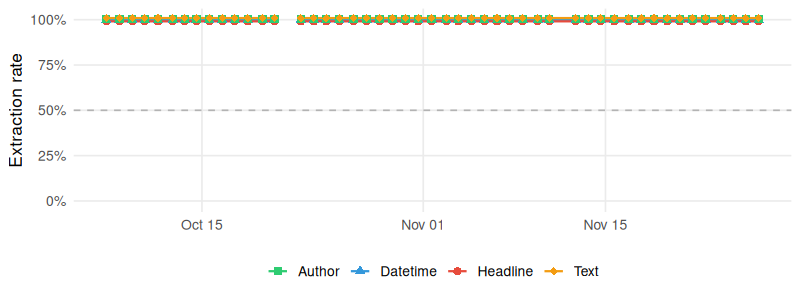 100%
75%
50%
25%
0%
Extraction rate
Oct 15 Nov 01 Nov 15
Author Datetime Headline Text